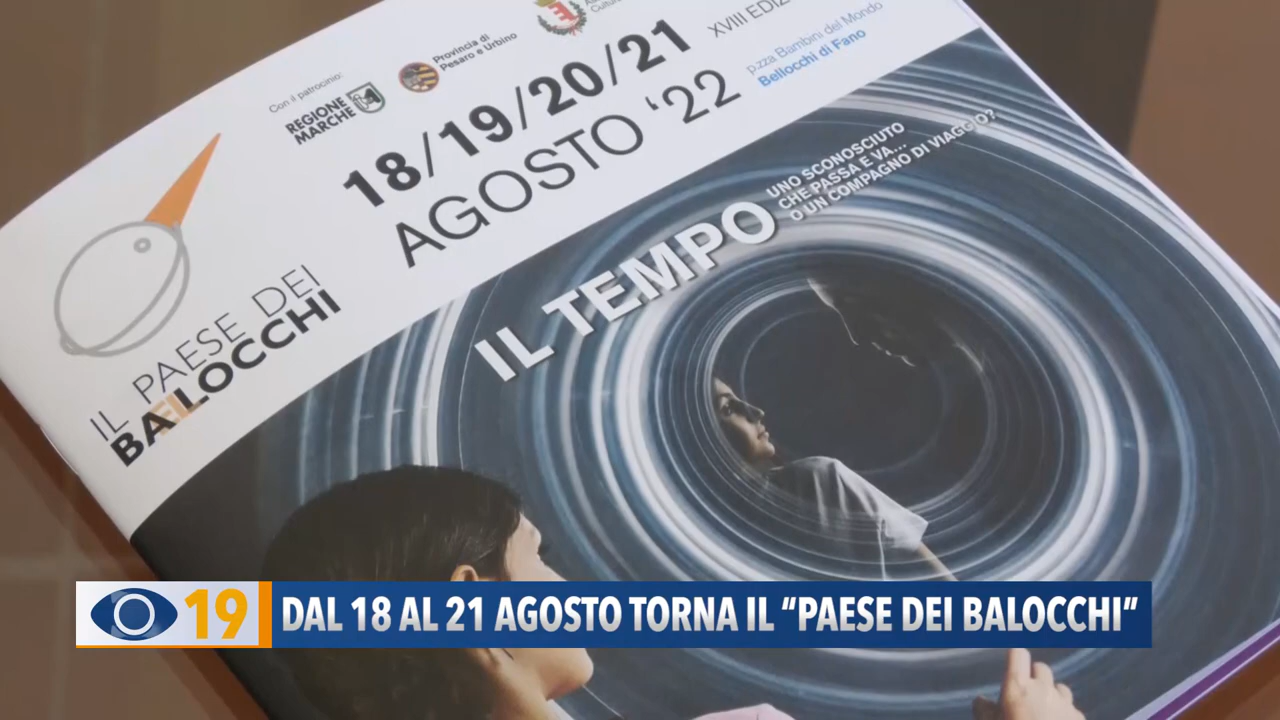 Con il patrocinio:
REGIONE
MARCHE
Provincia di
Pesaro e Urbino
18/19/20/21
AGOSTO '22
XVIII
p.zza Bambini del Mondo
Bellocchi di Fano
IL PAESE DEI
BAELLOCCHI
IL TEMPO
UNO SCONOSCIUTO
CHE PASSA E VA...
O UN COMPAGNO DI VIAGGIO?
19
DAL 18 AL 21 AGOSTO TORNA IL “PAESE DEI BALOCCHI”